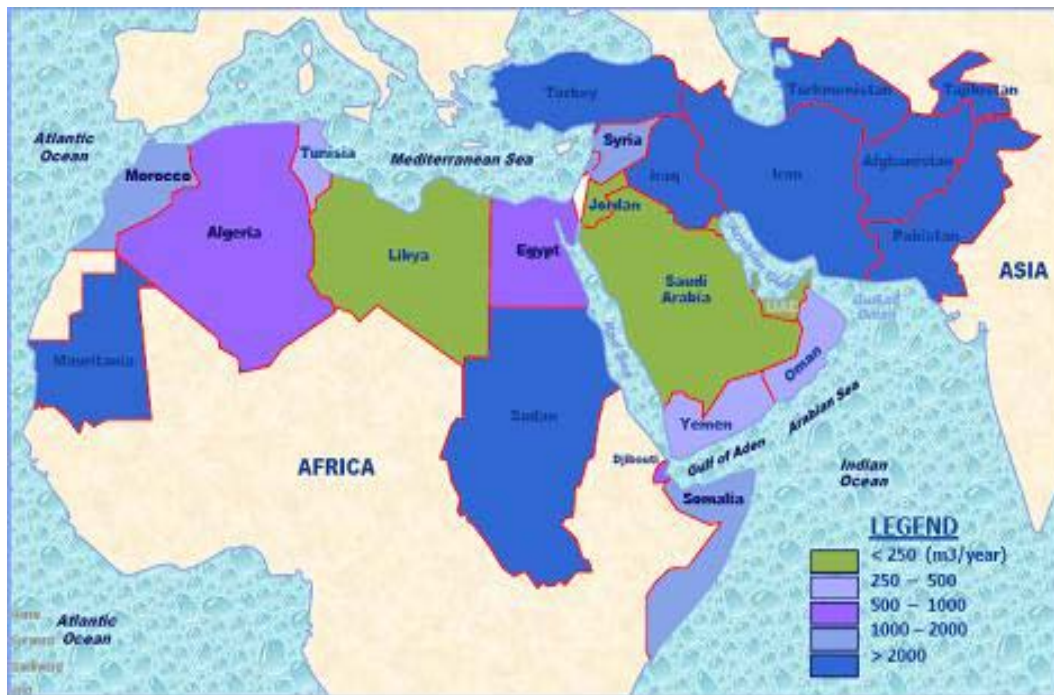 Turkey
Turkmenistan
Tajikistan
Atlantic
Ocean
Syria
Tunisia
Mediterranean Sea
Afghanistan
Morocco
Iraq
Iran
Jordan
Algeria
Egypt
Pakistan
Libya
ASIA
Saudi
Arabia
Red Sea
Mauritania
Oman
Sudan
Yemen
Arabian Sea
Djibouti
Gulf of Aden
AFRICA
Indian
Ocean
Somalia
LEGEND
< 250 (m3/year)
250 – 500
500 – 1000
1000 – 2000
> 2000
Atlantic
Ocean